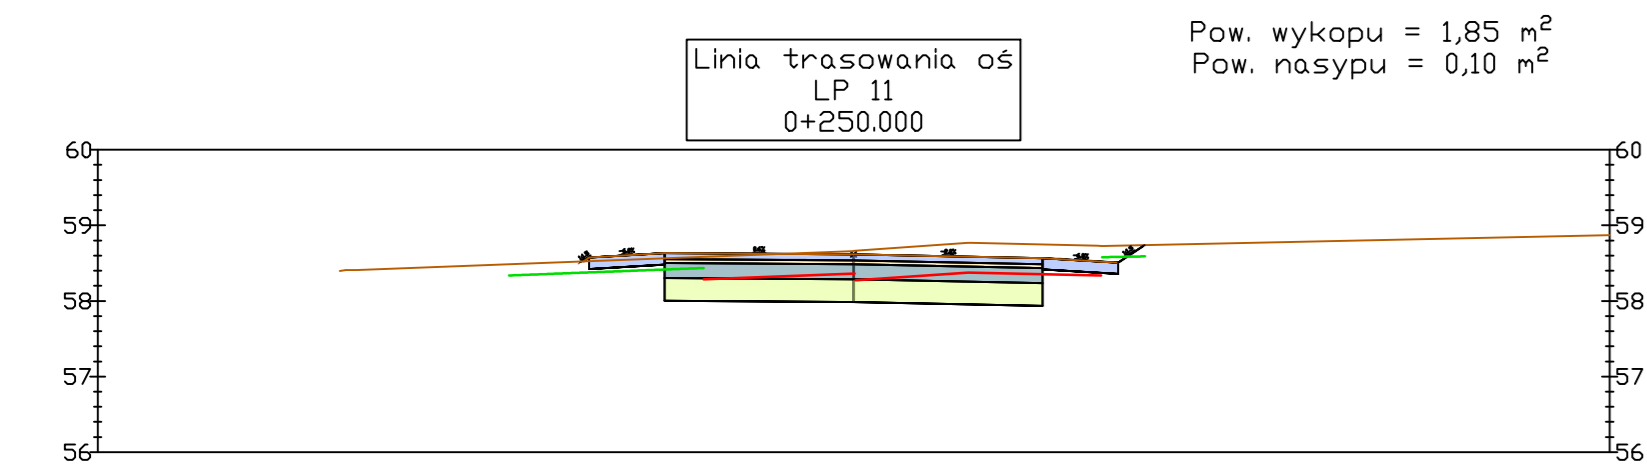 Pow. wykopu = 1,85 m²
Pow. nasypu = 0,10 m²
Linia trasowania oś
LP 11
0+250.000
60 60
59 59
58 58
57 57
56 56